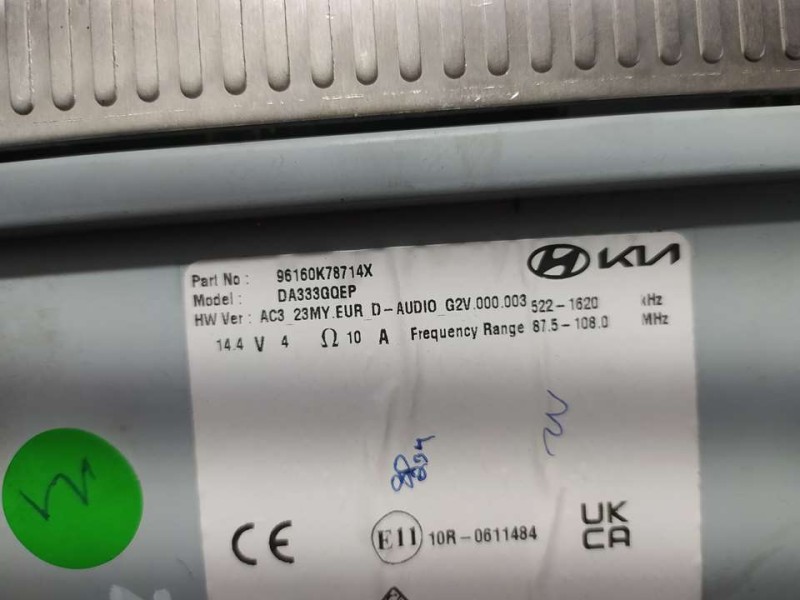 KIA
Part No : 96160K78714X
Model : DA333GQEP
HW Ver : AC3_23MY.EUR_D-AUDIO_G2V.000.003 522-1620 kHz
14.4 V 4 Ω 10 A Frequency Range 87.5-108.0 MHz
CE E11 10R-0611484 UK CA